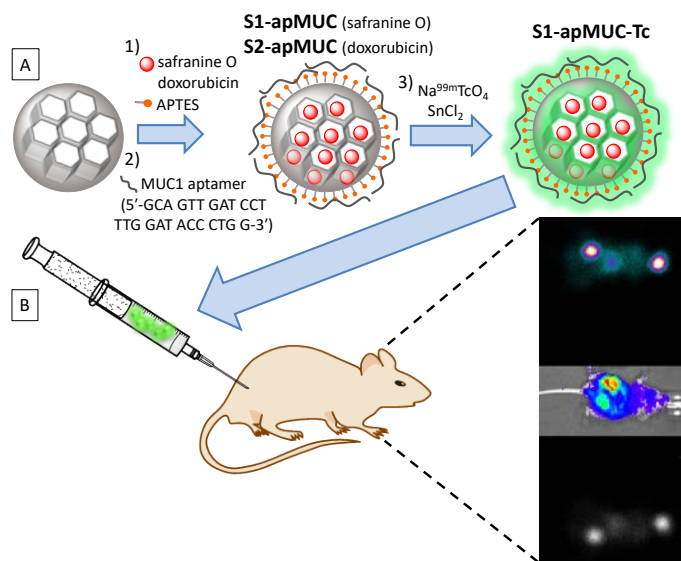 A
1)
safranine O
doxorubicin
APTES
2)
MUC1 aptamer
(5′-GCA GTT GAT CCT
TTG GAT ACC CTG G-3′)
S1-apMUC (safranine O)
S2-apMUC (doxorubicin)
3) Na⁹⁹ᵐTcO₄
SnCl₂
S1-apMUC-Tc
B